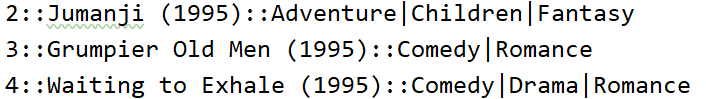 2::Jumanji (1995)::Adventure|Children|Fantasy
3::Grumpier Old Men (1995)::Comedy|Romance
4::Waiting to Exhale (1995)::Comedy|Drama|Romance